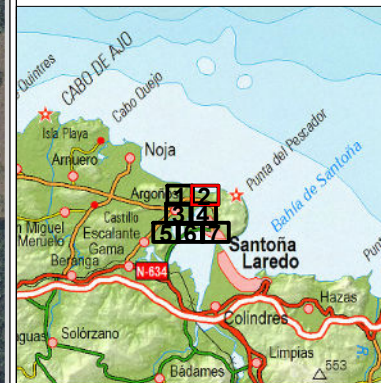 Quintres
CABO DE AJO
Cabo Quejo
Isla Playa
Arnuero
Noja
Punta del Pescador
Bahía de Santoña
Argoños
1 2
3 4
5 6 7
Castillo
Miguel
Meruelo
Escalante
Gama
Beranga
Santoña
Laredo
N-634
Colindres
Hazas
Solórzano
Limpias
Bádames
553